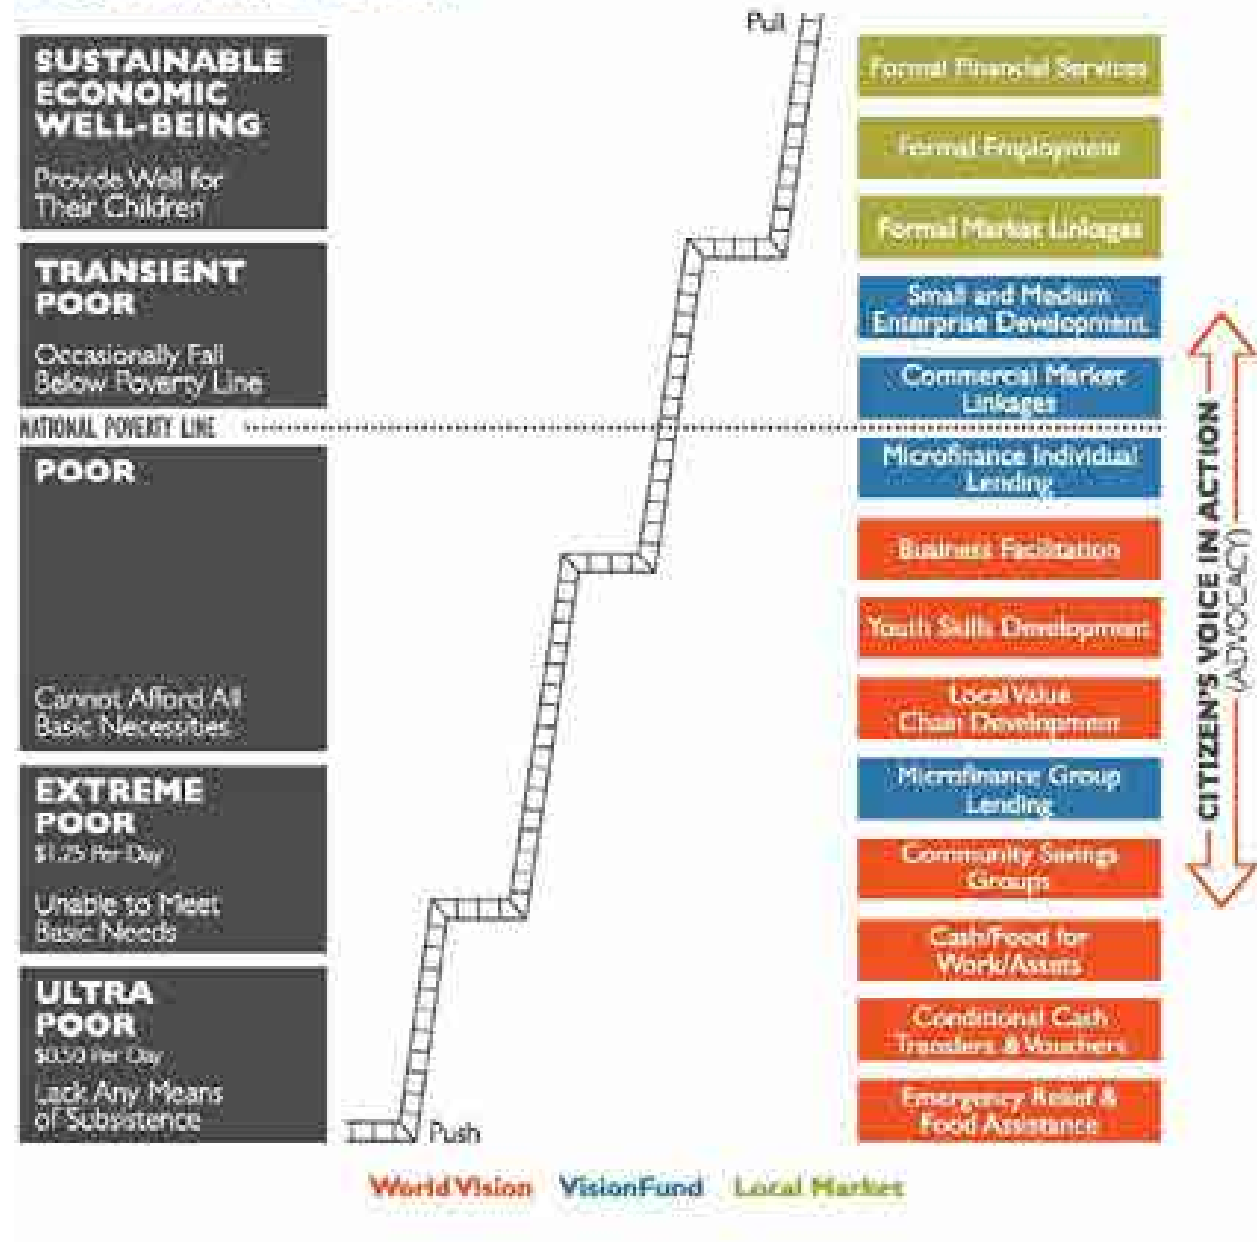 Pull
SUSTAINABLE
ECONOMIC
WELL-BEING
Provide Well for
Their Children
TRANSIENT
POOR
Occasionally Fall
Below Poverty Line
NATIONAL POVERTY LINE
POOR
Cannot Afford All
Basic Necessities
EXTREME
POOR
$1.25 Per Day
Unable to Meet
Basic Needs
ULTRA
POOR
$0.50 Per Day
Lack Any Means
of Subsistence
Push
Formal Financial Services
Formal Employment
Formal Market Linkages
Small and Medium
Enterprise Development
Commercial Market
Linkages
Microfinance Individual
Lending
Business Facilitation
Youth Skills Development
Local Value
Chain Development
Microfinance Group
Lending
Community Savings
Groups
Cash/Food for
Work/Assets
Conditional Cash
Transfers & Vouchers
Emergency Relief &
Food Assistance
CITIZEN'S VOICE IN ACTION
(ADVOCACY)
World Vision VisionFund Local Market